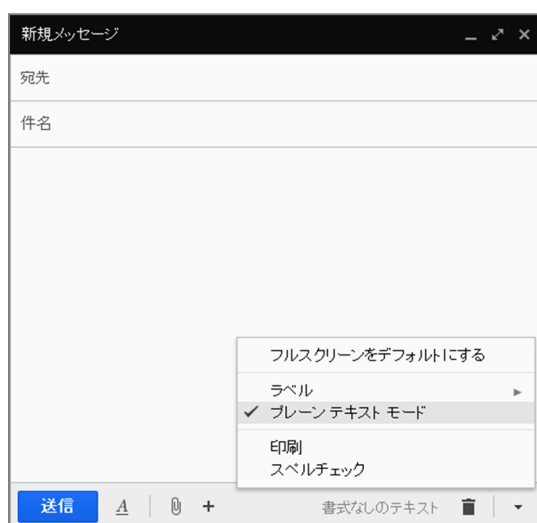 新規メッセージ
宛先
件名
フルスクリーンをデフォルトにする
ラベル
プレーン テキスト モード
印刷
スペルチェック
送信 A 書式なしのテキスト